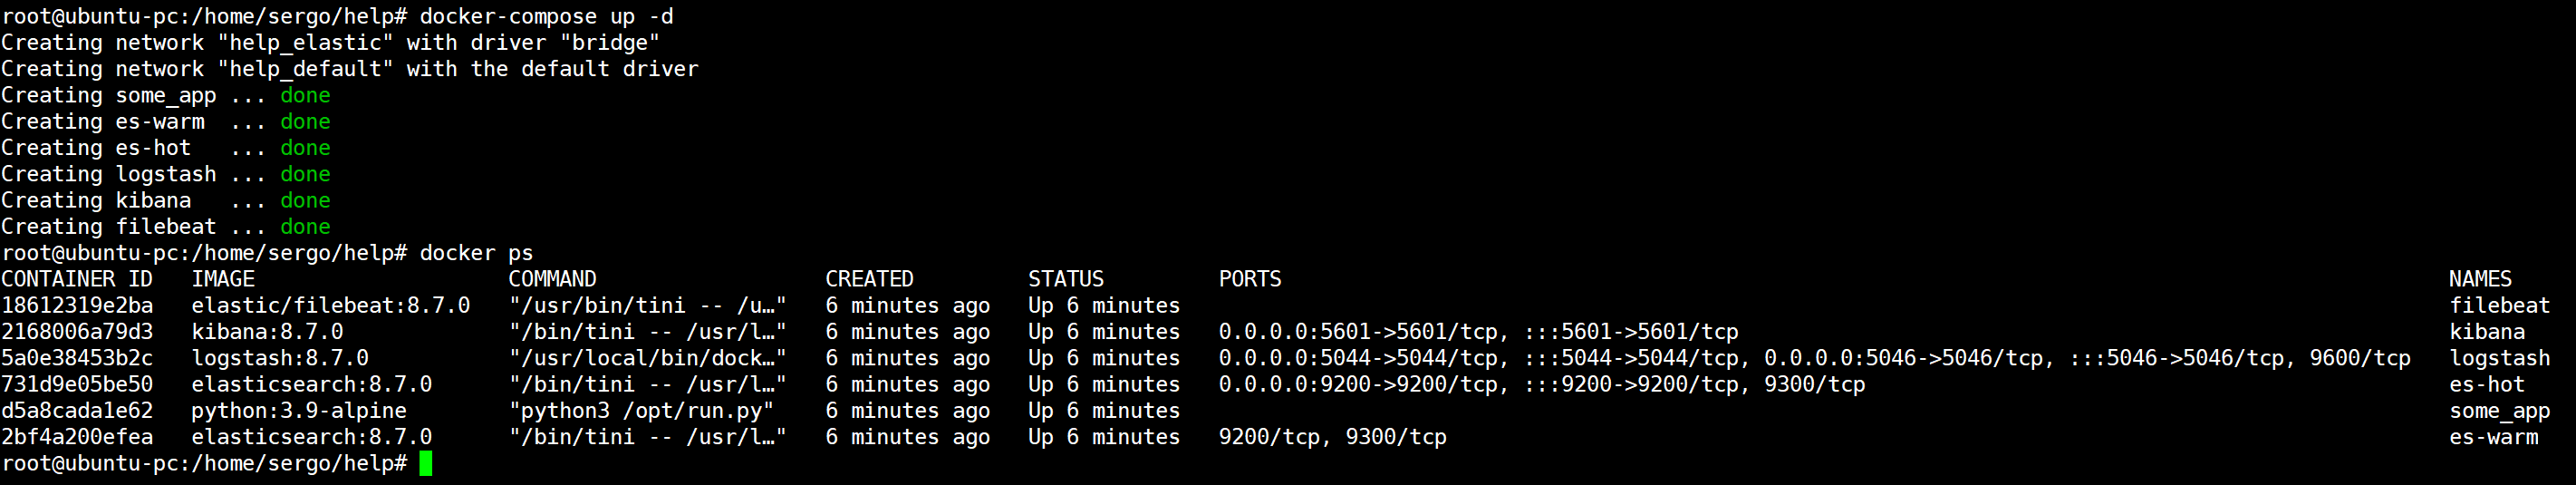 root@ubuntu-pc:/home/sergo/help# docker-compose up -d
Creating network "help_elastic" with driver "bridge"
Creating network "help_default" with the default driver
Creating some_app ... done
Creating es-warm  ... done
Creating es-hot   ... done
Creating logstash ... done
Creating kibana   ... done
Creating filebeat ... done
root@ubuntu-pc:/home/sergo/help# docker ps
CONTAINER ID   IMAGE                    COMMAND                  CREATED         STATUS         PORTS                                                                                            NAMES
18612319e2ba   elastic/filebeat:8.7.0   "/usr/bin/tini -- /u…"   6 minutes ago   Up 6 minutes                                                                                                    filebeat
2168006a79d3   kibana:8.7.0             "/bin/tini -- /usr/l…"   6 minutes ago   Up 6 minutes   0.0.0.0:5601->5601/tcp, :::5601->5601/tcp                                                        kibana
5a0e38453b2c   logstash:8.7.0           "/usr/local/bin/dock…"   6 minutes ago   Up 6 minutes   0.0.0.0:5044->5044/tcp, :::5044->5044/tcp, 0.0.0.0:5046->5046/tcp, :::5046->5046/tcp, 9600/tcp   logstash
731d9e05be50   elasticsearch:8.7.0      "/bin/tini -- /usr/l…"   6 minutes ago   Up 6 minutes   0.0.0.0:9200->9200/tcp, :::9200->9200/tcp, 9300/tcp                                              es-hot
d5a8cada1e62   python:3.9-alpine        "python3 /opt/run.py"    6 minutes ago   Up 6 minutes                                                                                                    some_app
2bf4a200efea   elasticsearch:8.7.0      "/bin/tini -- /usr/l…"   6 minutes ago   Up 6 minutes   9200/tcp, 9300/tcp                                                                               es-warm
root@ubuntu-pc:/home/sergo/help#